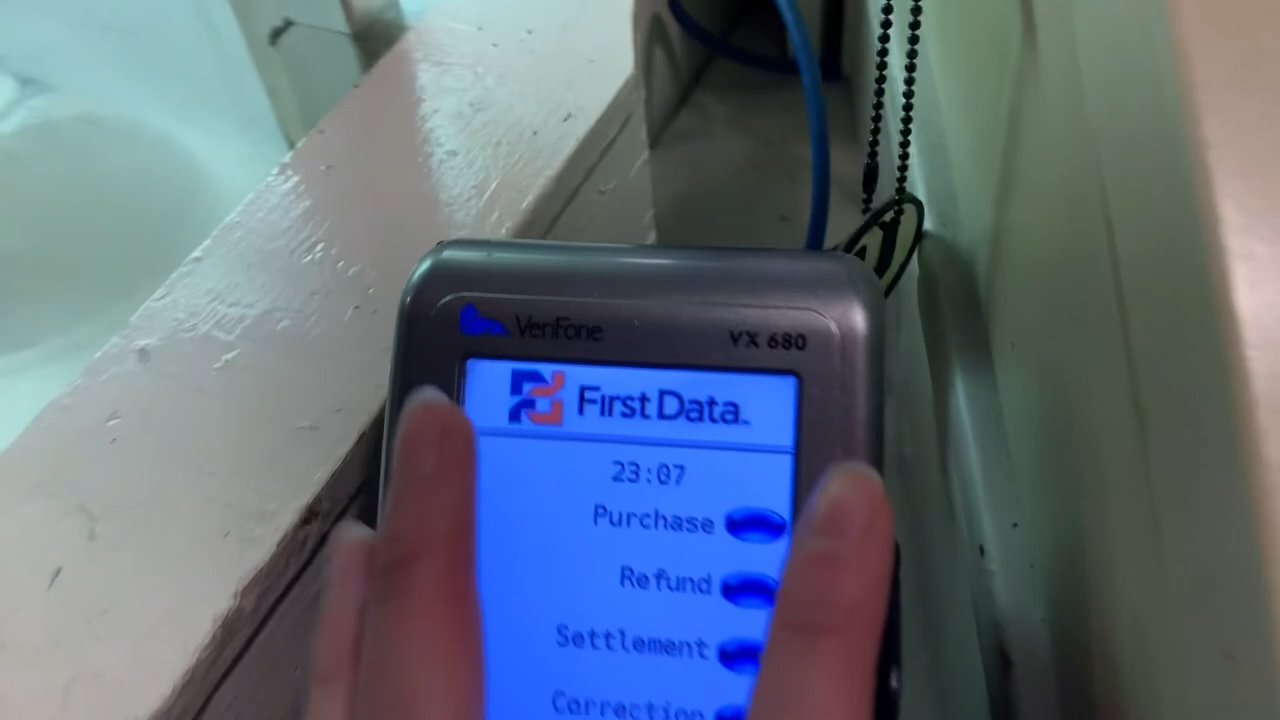 VeriFone
VX 680
First Data.
23:07
Purchase
Refund
Settlement
Correction